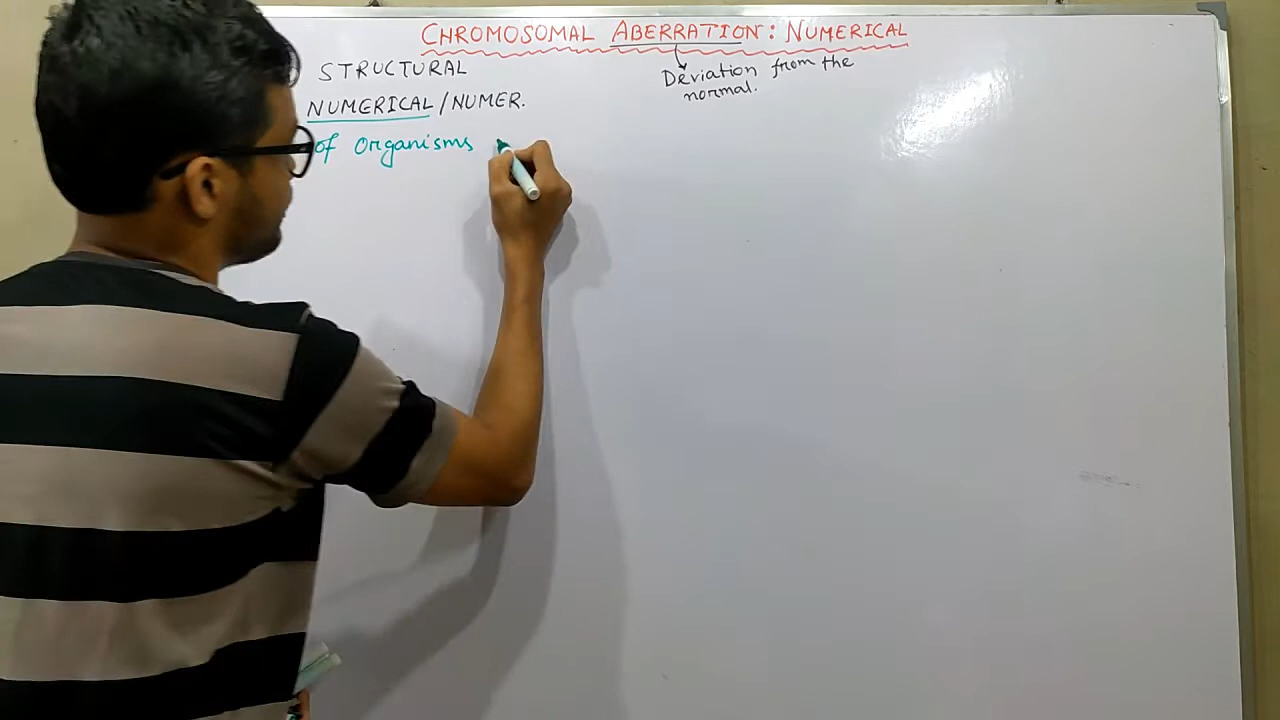 CHROMOSOMAL ABERRATION: NUMERICAL
STRUCTURAL
Deviation from the
normal.
NUMERICAL/NUMER.
of organisms